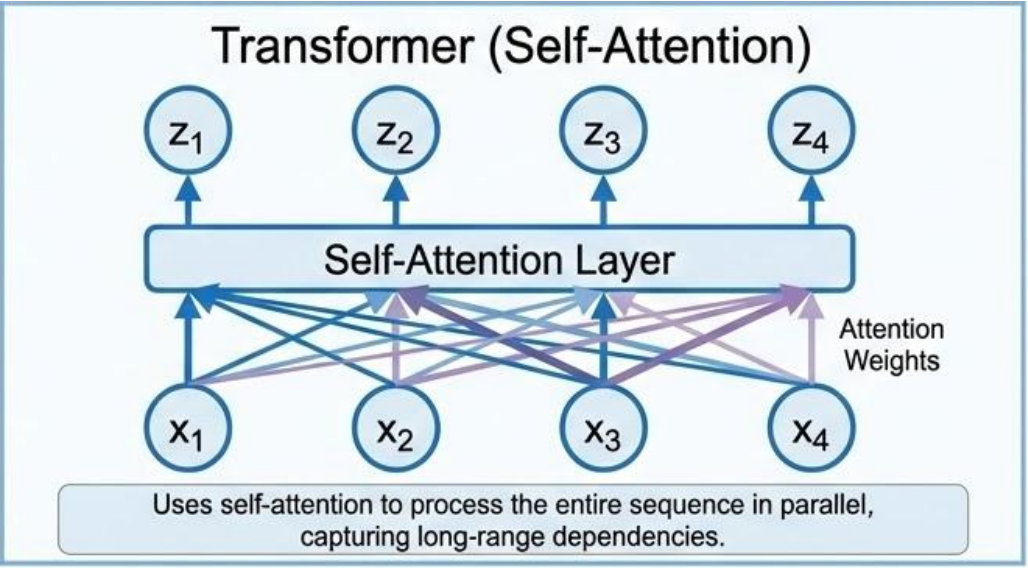 Transformer (Self-Attention)
z₁ z₂ z₃ z₄
Self-Attention Layer
Attention
Weights
x₁ x₂ x₃ x₄
Uses self-attention to process the entire sequence in parallel,
capturing long-range dependencies.